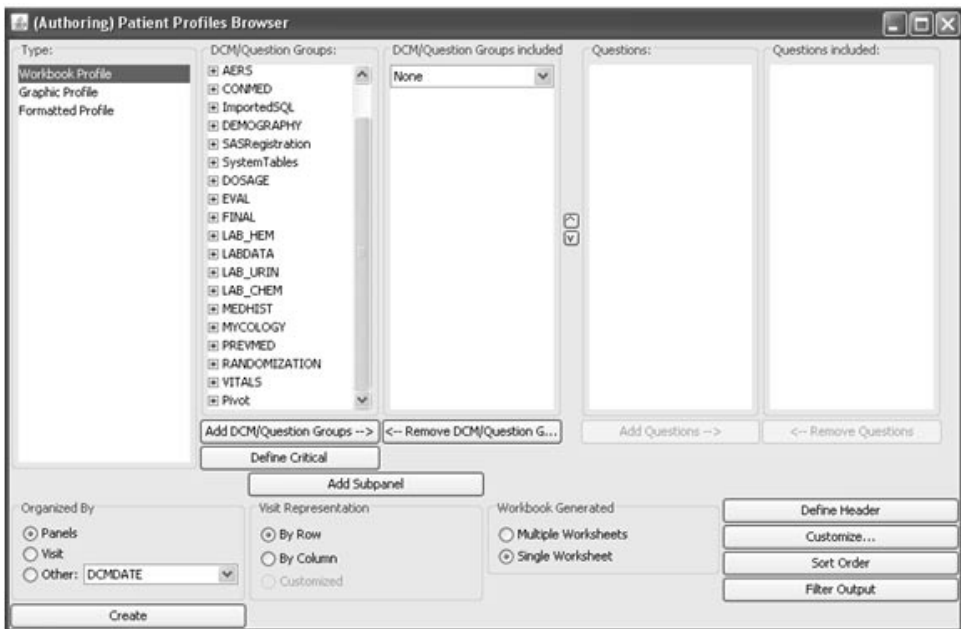 (Authoring) Patient Profiles Browser
Type:
Workbook Profile
Graphic Profile
Formatted Profile
DCM/Question Groups:
AERS
CONMED
ImportedSQL
DEMOGRAPHY
SASRegistration
SystemTables
DOSAGE
EVAL
FINAL
LAB_HEM
LABDATA
LAB_URIN
LAB_CHEM
MEDHIST
MYCOLOGY
PREVMED
RANDOMIZATION
VITALS
Pivot
Add DCM/Question Groups -->
Define Critical
DCM/Question Groups included
None
<-- Remove DCM/Question G...
Questions:
Add Questions -->
Questions included:
<-- Remove Questions
Add Subpanel
Organized By
Panels
Visit
Other: DCMDATE
Visit Representation
By Row
By Column
Customized
Workbook Generated
Multiple Worksheets
Single Worksheet
Define Header
Customize...
Sort Order
Filter Output
Create